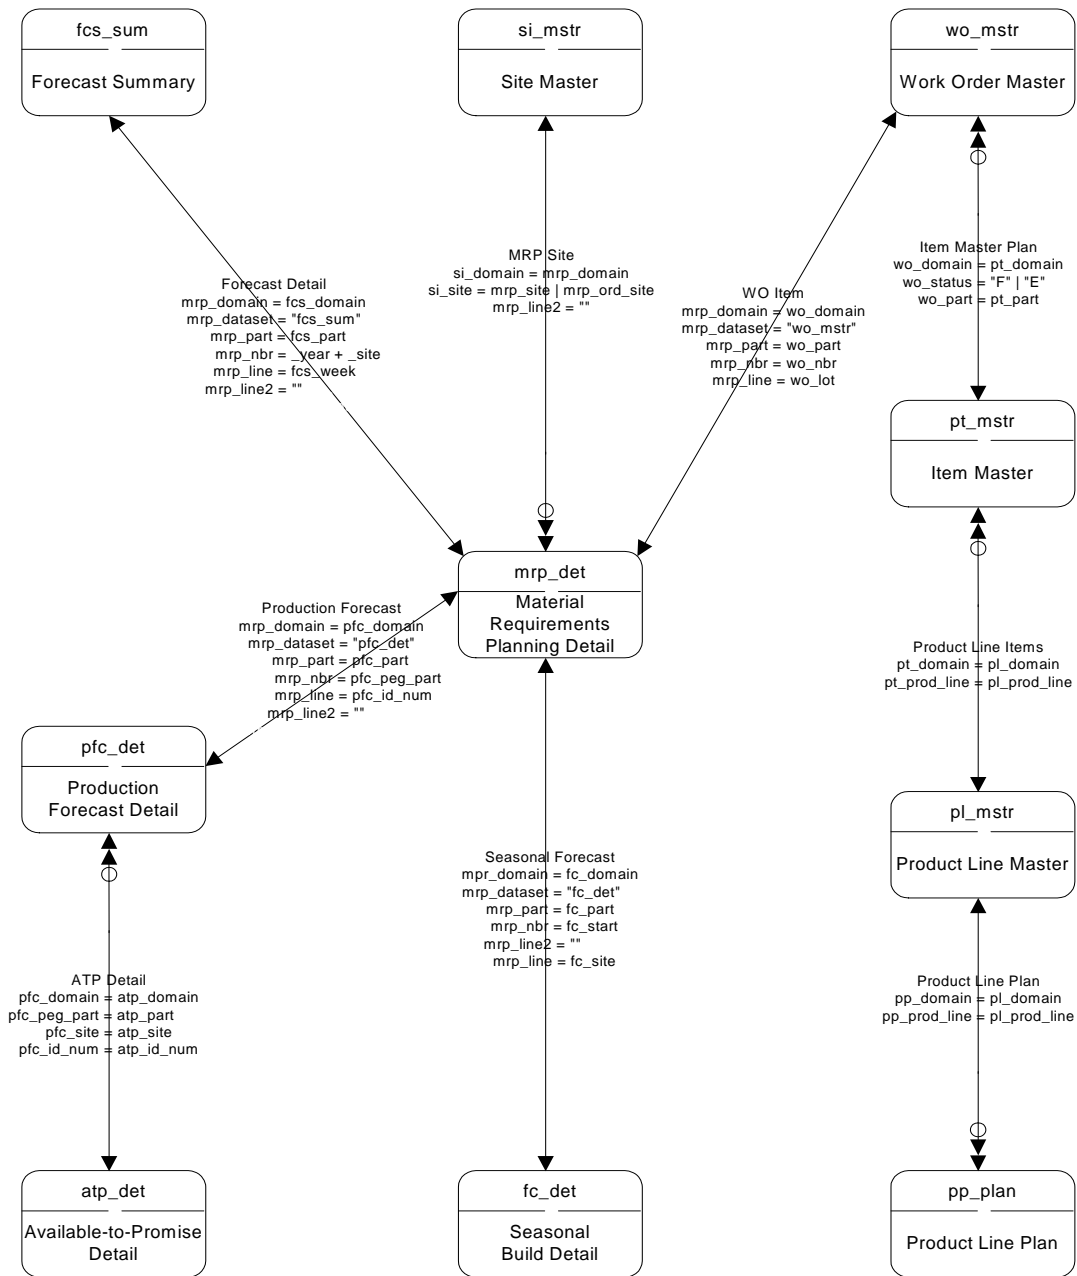 fcs_sum
Forecast Summary
si_mstr
Site Master
wo_mstr
Work Order Master
Forecast Detail
mrp_domain = fcs_domain
mrp_dataset = "fcs_sum"
mrp_part = fcs_part
mrp_nbr = _year + _site
mrp_line = fcs_week
mrp_line2 = ""
MRP Site
si_domain = mrp_domain
si_site = mrp_site | mrp_ord_site
mrp_line2 = ""
WO Item
mrp_domain = wo_domain
mrp_dataset = "wo_mstr"
mrp_part = wo_part
mrp_nbr = wo_nbr
mrp_line = wo_lot
Item Master Plan
wo_domain = pt_domain
wo_status = "F" | "E"
wo_part = pt_part
pt_mstr
Item Master
mrp_det
Material
Requirements
Planning Detail
Production Forecast
mrp_domain = pfc_domain
mrp_dataset = "pfc_det"
mrp_part = pfc_part
mrp_nbr = pfc_peg_part
mrp_line = pfc_id_num
mrp_line2 = ""
Product Line Items
pt_domain = pl_domain
pt_prod_line = pl_prod_line
pfc_det
Production
Forecast Detail
pl_mstr
Product Line Master
Seasonal Forecast
mpr_domain = fc_domain
mrp_dataset = "fc_det"
mrp_part = fc_part
mrp_nbr = fc_start
mrp_line2 = ""
mrp_line = fc_site
ATP Detail
pfc_domain = atp_domain
pfc_peg_part = atp_part
pfc_site = atp_site
pfc_id_num = atp_id_num
Product Line Plan
pp_domain = pl_domain
pp_prod_line = pl_prod_line
atp_det
Available-to-Promise
Detail
fc_det
Seasonal
Build Detail
pp_plan
Product Line Plan